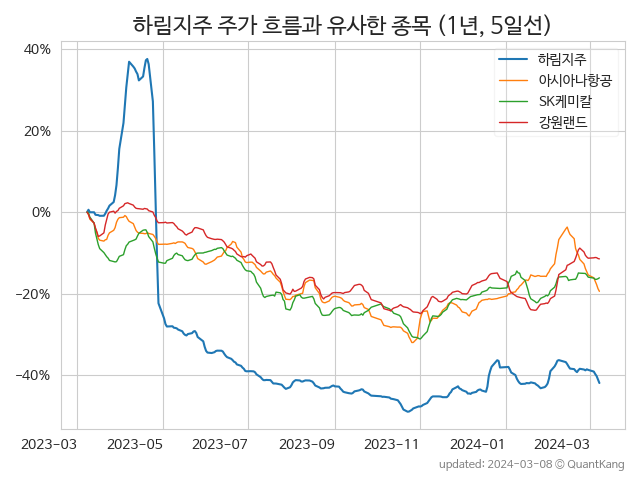 하림지주 주가 흐름과 유사한 종목 (1년, 5일선)
하림지주
아시아나항공
SK케미칼
강원랜드
40%
20%
0%
−20%
−40%
2023-03
2023-05
2023-07
2023-09
2023-11
2024-01
2024-03
updated: 2024-03-08 © QuantKang